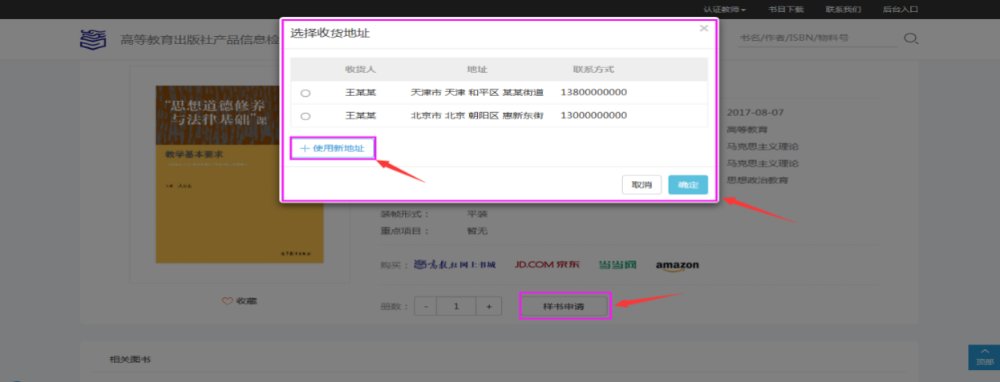 认证教师 书目下载 联系我们 后台入口
高等教育出版社产品信息检
书名/作者/ISBN/物料号
选择收货地址 ×
收货人 地址 联系方式
王某某 天津市 天津 和平区 某某街道 13800000000
王某某 北京市 北京 朝阳区 惠新东街 13000000000
+ 使用新地址
取消 确定
“思想道德修养
与法律基础”课
教学基本要求
高等教育出版社
2017-08-07
高等教育
马克思主义理论
马克思主义理论
思想政治教育
装帧形式： 平装
重点项目： 暂无
购买： 高教社网上书城 JD.COM 京东 当当网 amazon
收藏
册数： - 1 + 样书申请
相关图书
顶部